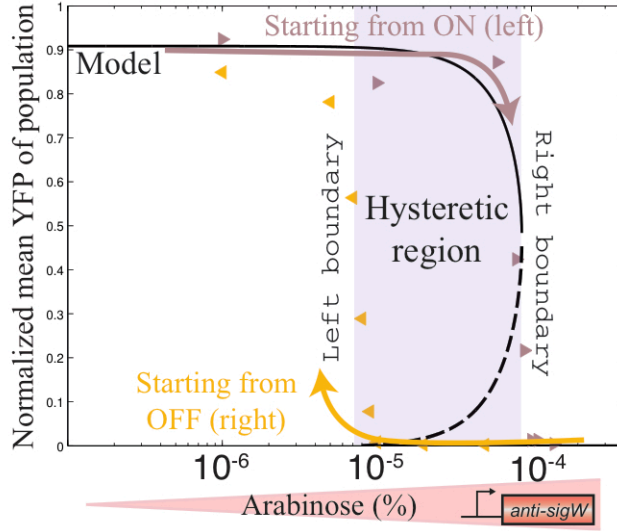 Starting from ON (left)
Model
Normalized mean YFP of population
1
0.9
0.8
0.7
0.6
0.5
0.4
0.3
0.2
0.1
0
Left boundary
Hysteretic
region
Right boundary
Starting from
OFF (right)
10-6
10-5
10-4
Arabinose (%)
anti-sigW